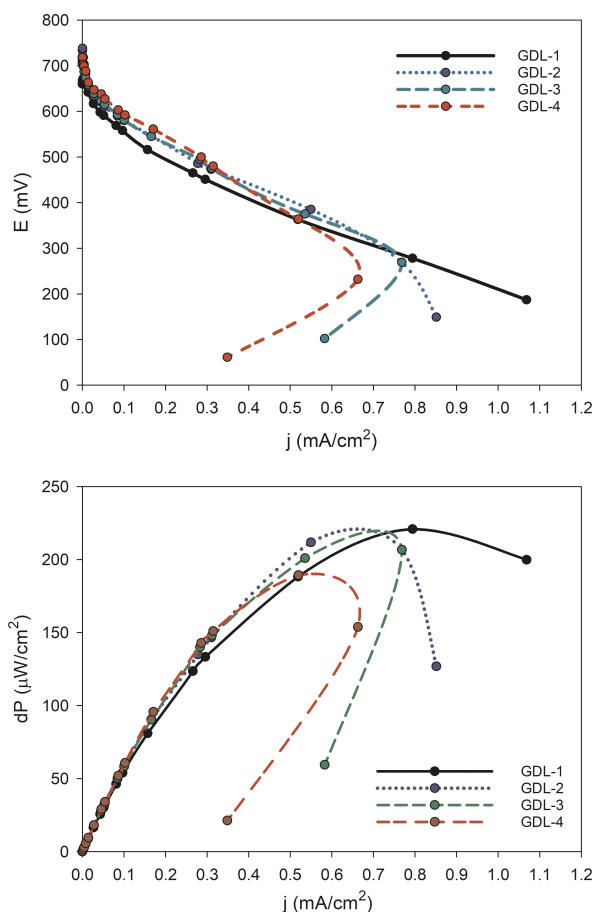 800
700
600
500
400
300
200
100
0
E (mV)
GDL-1
GDL-2
GDL-3
GDL-4
0.0 0.1 0.2 0.3 0.4 0.5 0.6 0.7 0.8 0.9 1.0 1.1 1.2
j (mA/cm²)
250
200
150
100
50
0
dP (μW/cm²)
GDL-1
GDL-2
GDL-3
GDL-4
0.0 0.1 0.2 0.3 0.4 0.5 0.6 0.7 0.8 0.9 1.0 1.1 1.2
j (mA/cm²)